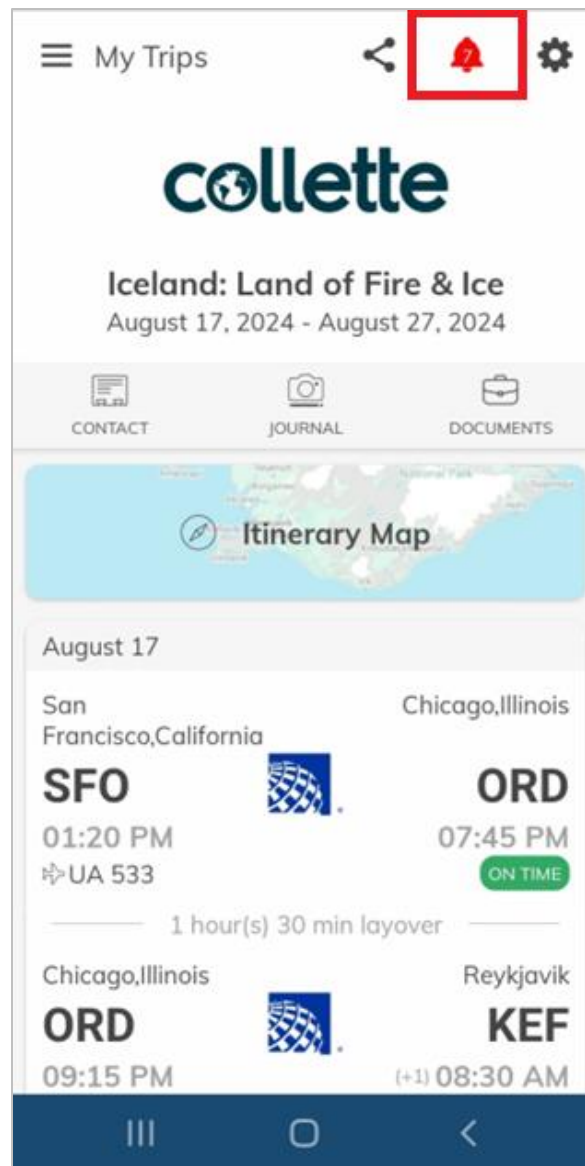 My Trips
7
collette
Iceland: Land of Fire & Ice
August 17, 2024 - August 27, 2024
CONTACT JOURNAL DOCUMENTS
Itinerary Map
August 17
San Chicago,Illinois
Francisco,California
SFO ORD
01:20 PM 07:45 PM
UA 533 ON TIME
1 hour(s) 30 min layover
Chicago,Illinois Reykjavik
ORD KEF
09:15 PM (+1) 08:30 AM